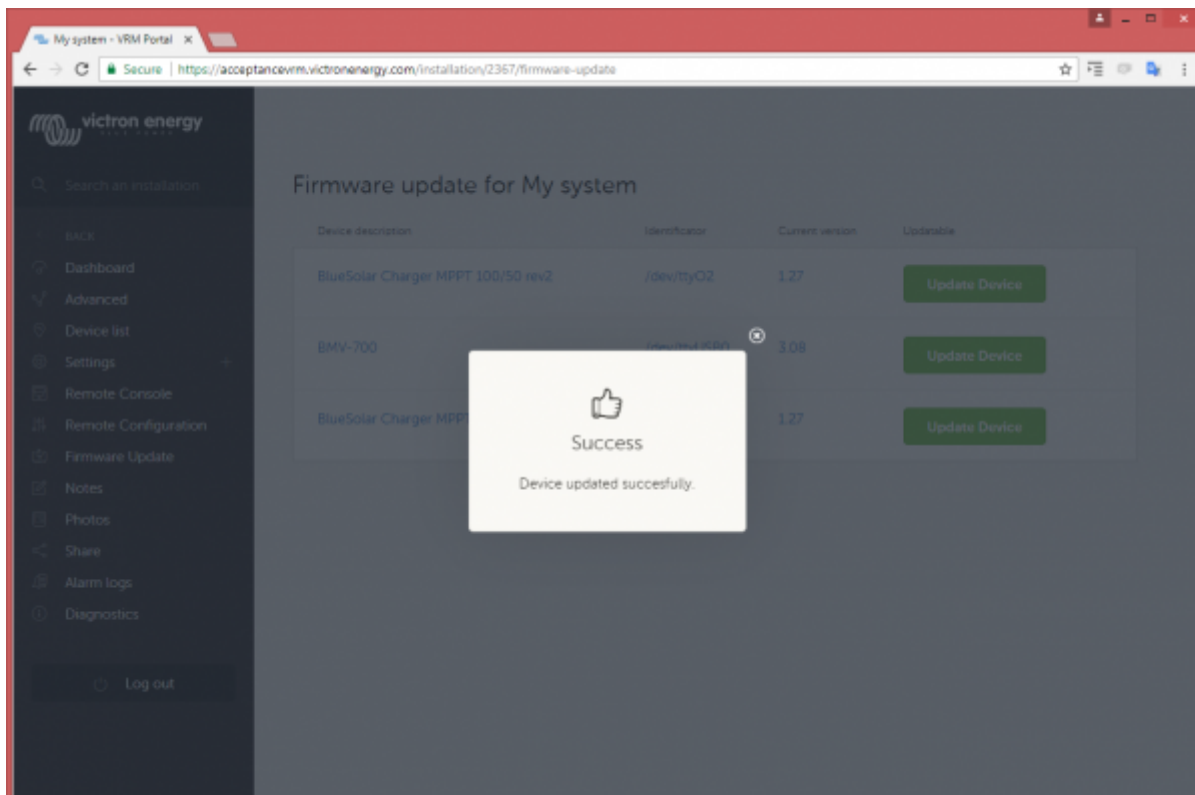 My system - VRM Portal
Secure https://acceptancevrm.victronenergy.com/installation/2367/firmware-update
victron energy
BLUE POWER
Search an installation
BACK
Dashboard
Advanced
Device list
Settings
Remote Console
Remote Configuration
Firmware Update
Notes
Photos
Share
Alarm logs
Diagnostics
Log out
Firmware update for My system
Device description Identificator Current version Updatable
BlueSolar Charger MPPT 100/50 rev2 /dev/ttyO2 1.27 Update Device
BMV-700 /dev/ttyUSB0 3.08 Update Device
BlueSolar Charger MPPT 1.27 Update Device
Success
Device updated succesfully.